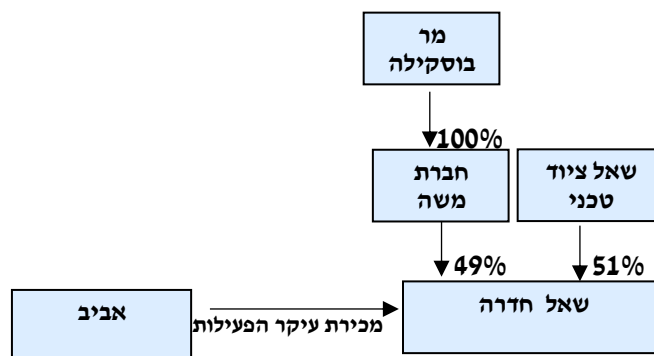 מר
בוסקילה
100%
חברת
משה
שאל ציוד
טכני
49%
51%
שאל חדרה
אביב
מכירת עיקר הפעילות